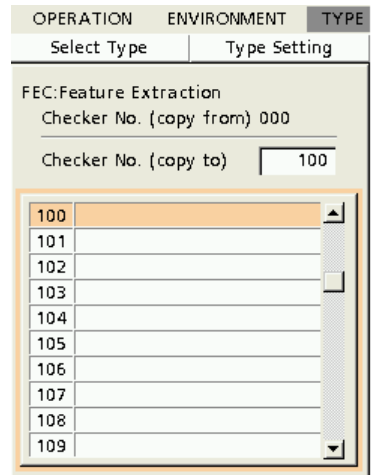 OPERATION ENVIRONMENT TYPE
Select Type Type Setting
FEC:Feature Extraction
Checker No. (copy from) 000
Checker No. (copy to) 100
100
101
102
103
104
105
106
107
108
109